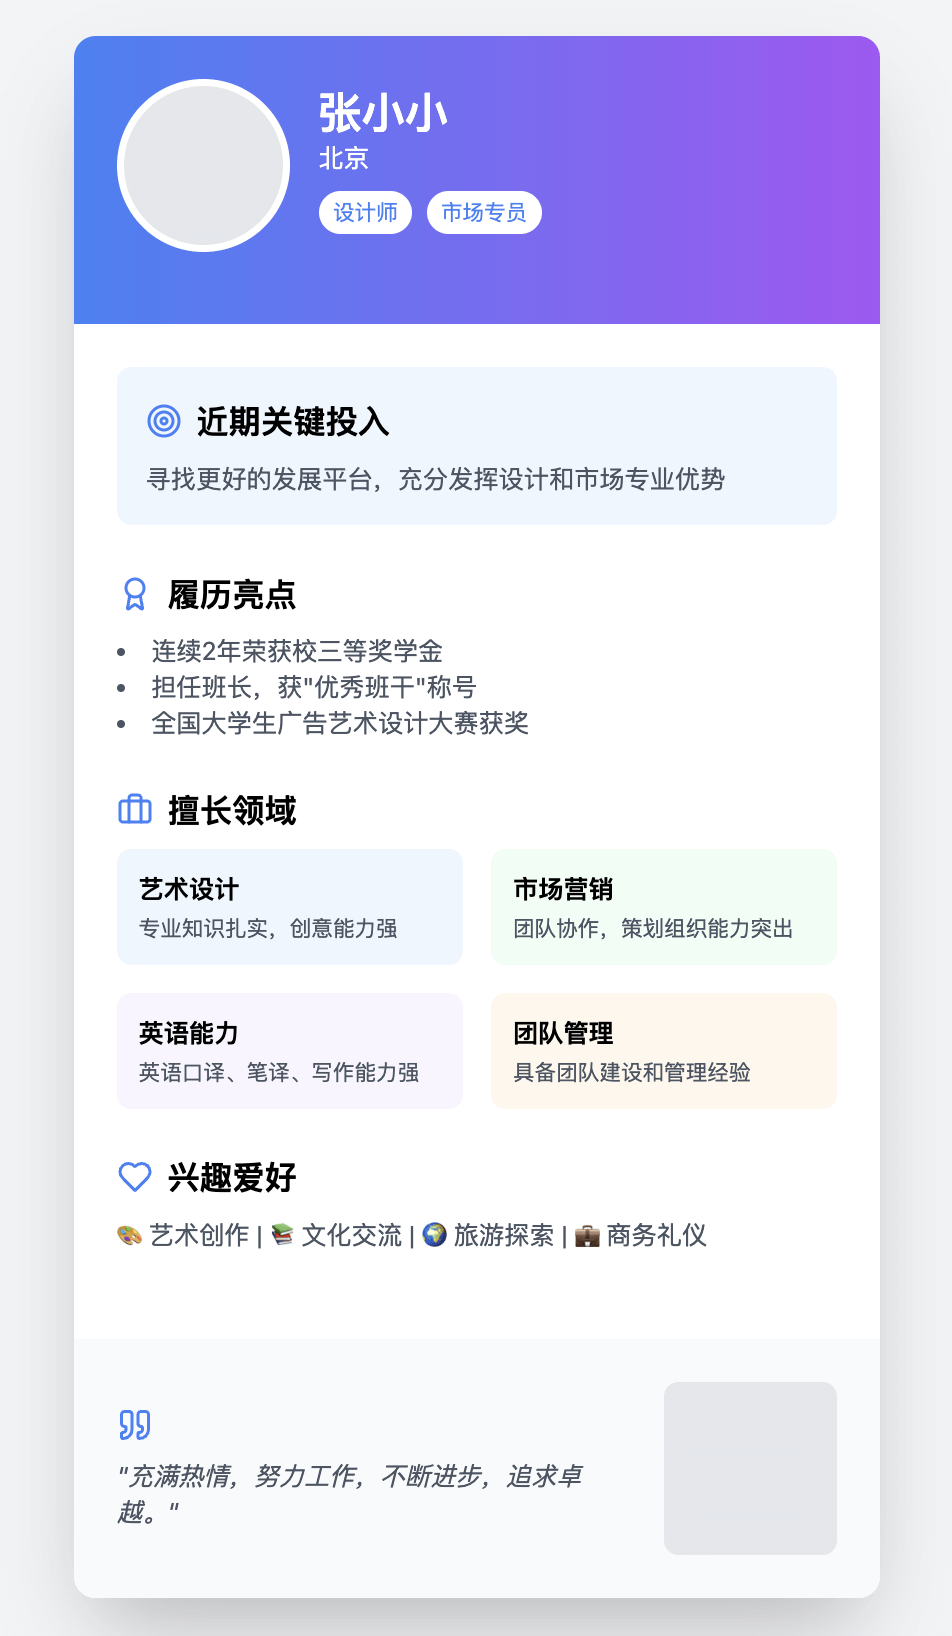 张小小
北京
设计师
市场专员
近期关键投入
寻找更好的发展平台，充分发挥设计和市场专业优势
履历亮点
• 连续2年荣获校三等奖学金
• 担任班长，获"优秀班干"称号
• 全国大学生广告艺术设计大赛获奖
擅长领域
艺术设计
专业知识扎实，创意能力强
市场营销
团队协作，策划组织能力突出
英语能力
英语口译、笔译、写作能力强
团队管理
具备团队建设和管理经验
兴趣爱好
🎨 艺术创作 | 📚 文化交流 | 🌍 旅游探索 | 💼 商务礼仪
"充满热情，努力工作，不断进步，追求卓
越。"